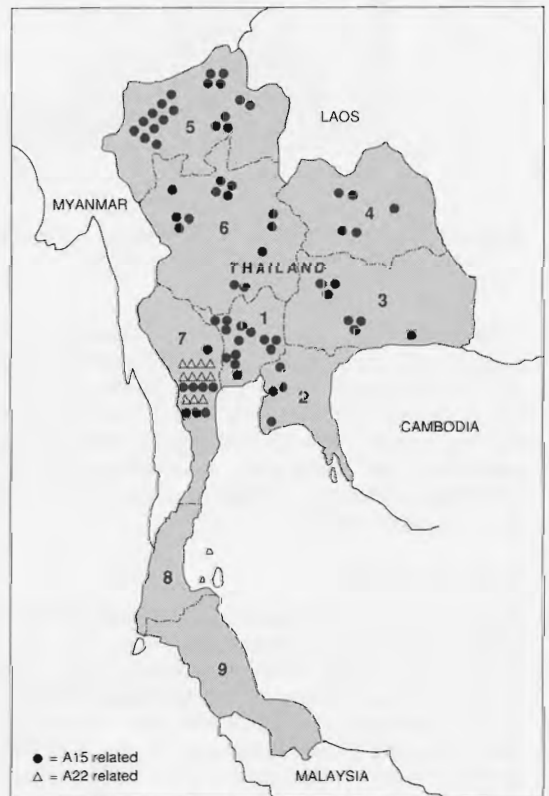 LAOS
5
MYANMAR
4
6
THAILAND
3
1
7
2
CAMBODIA
8
9
● = A15 related
△ = A22 related
MALAYSIA